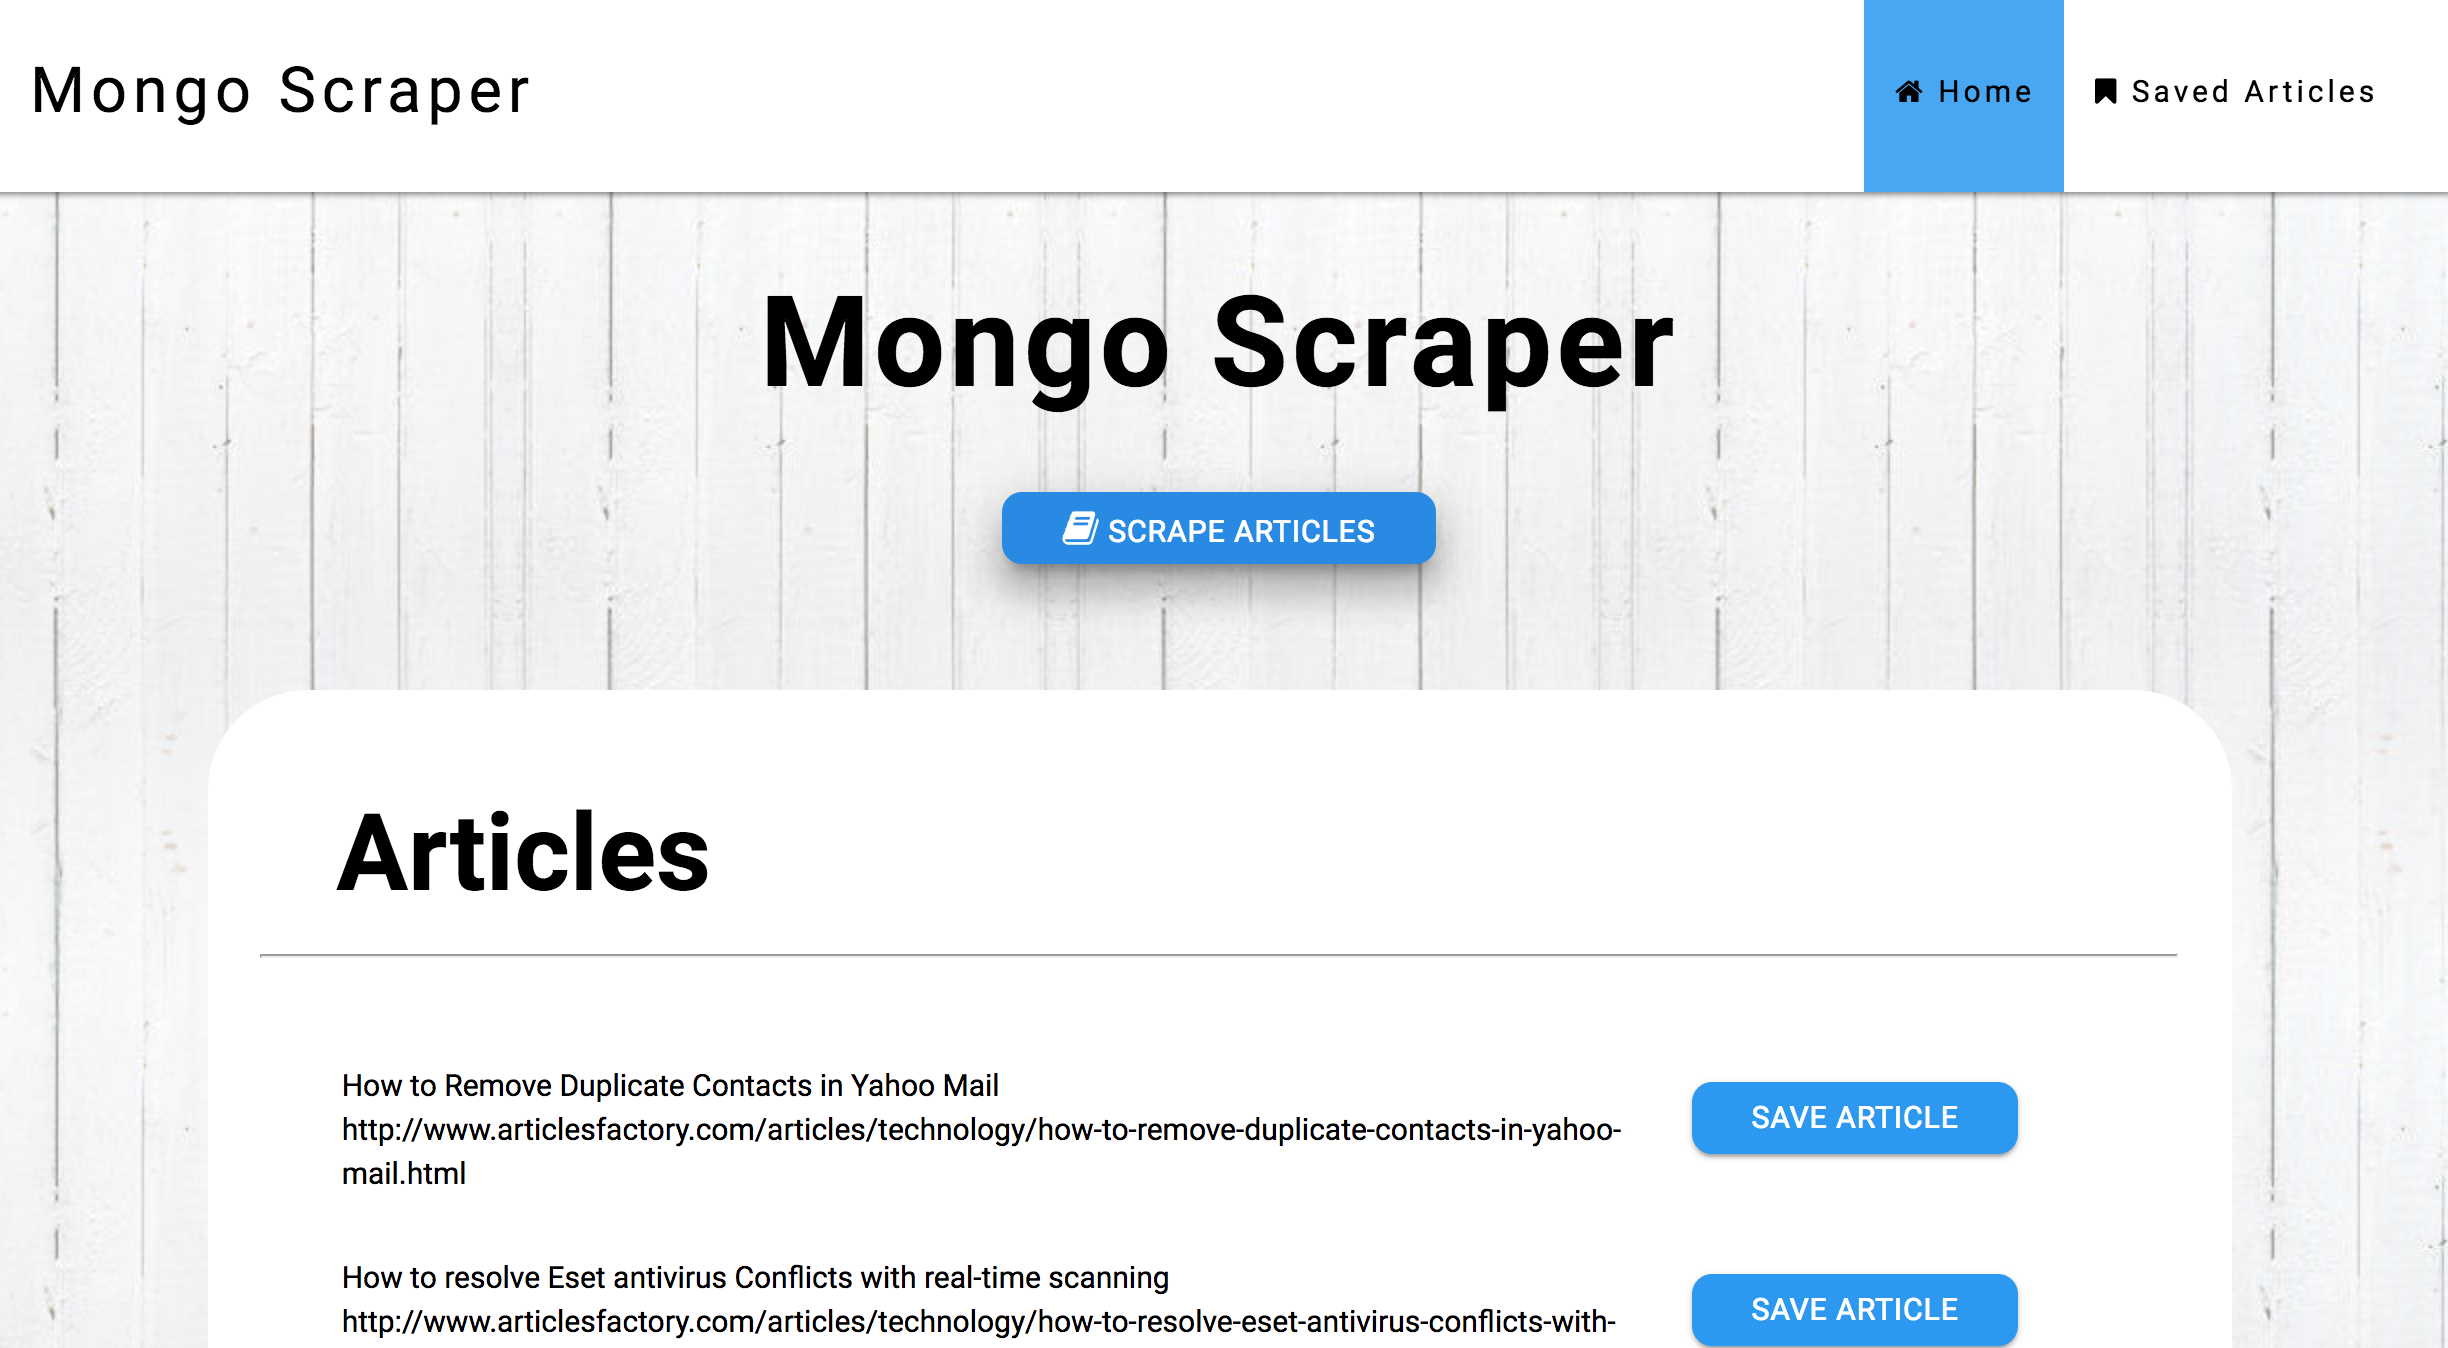 Mongo Scraper
Home
Saved Articles
Mongo Scraper
SCRAPE ARTICLES
Articles
How to Remove Duplicate Contacts in Yahoo Mail
http://www.articlesfactory.com/articles/technology/how-to-remove-duplicate-contacts-in-yahoo-
mail.html
SAVE ARTICLE
How to resolve Eset antivirus Conflicts with real-time scanning
http://www.articlesfactory.com/articles/technology/how-to-resolve-eset-antivirus-conflicts-with-
SAVE ARTICLE